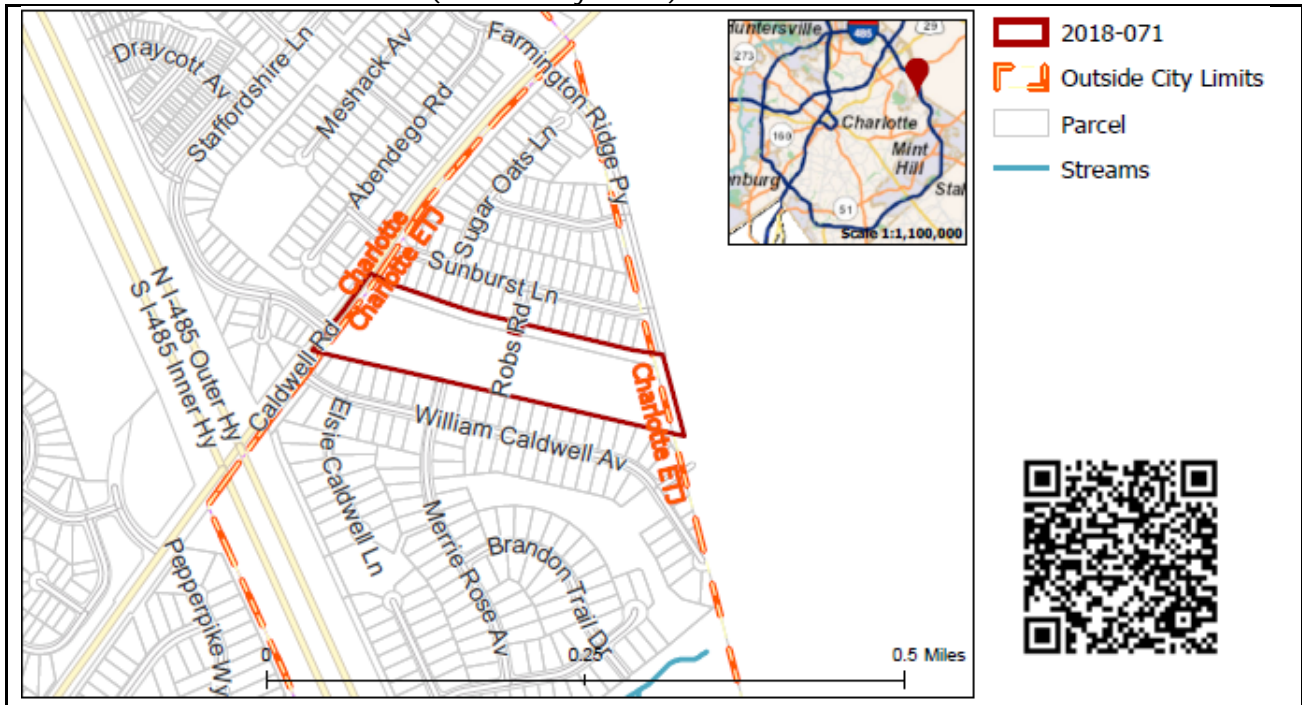 Draycott Av
Staffordshire Ln
Meshack Av
Abendego Rd
Farmington Ridge Py
Sugar Oats Ln
Charlotte
Charlotte ETJ
Sunburst Ln
Robs Rd
N I-485 Outer Hy
S I-485 Inner Hy
Caldwell Rd
Charlotte ETJ
William Caldwell Av
Elsie Caldwell Ln
Merrie Rose Av
Brandon Trail Dr
Pepperpike Wy
0
0.25
0.5 Miles
Huntersville
485
29
273
Charlotte
160
Mint
Hill
nburg
Stal
51
Scale 1:1,100,000
2018-071
Outside City Limits
Parcel
Streams